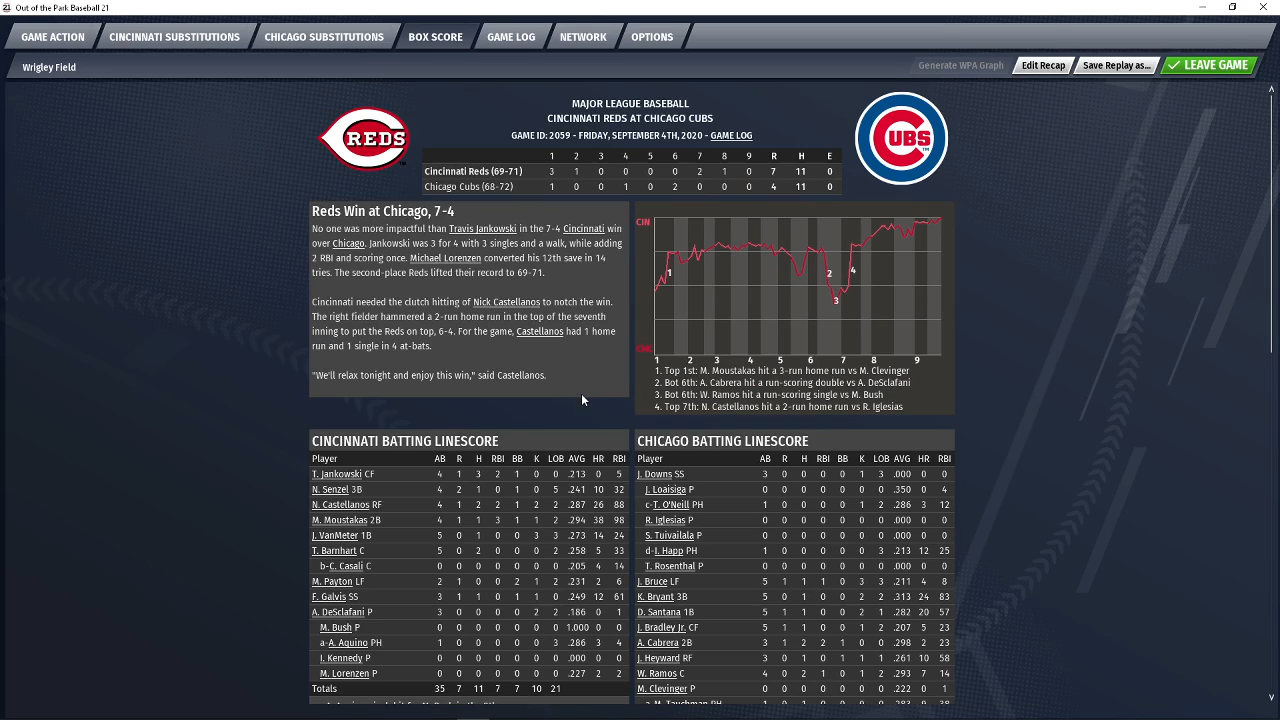 Out of the Park Baseball 21
GAME ACTION CINCINNATI SUBSTITUTIONS CHICAGO SUBSTITUTIONS BOX SCORE GAME LOG NETWORK OPTIONS
Wrigley Field Generate WPA Graph Edit Recap Save Replay as... LEAVE GAME
REDS
CUBS
MAJOR LEAGUE BASEBALL
CINCINNATI REDS AT CHICAGO CUBS
GAME ID: 2059 - FRIDAY, SEPTEMBER 4TH, 2020 - GAME LOG
1 2 3 4 5 6 7 8 9 R H E
Cincinnati Reds (69-71) 3 1 0 0 0 0 2 1 0 7 11 0
Chicago Cubs (68-72) 1 0 0 1 0 2 0 0 0 4 11 0
Reds Win at Chicago, 7-4
No one was more impactful than Travis Jankowski in the 7-4 Cincinnati win
over Chicago. Jankowski was 3 for 4 with 3 singles and a walk, while adding
2 RBI and scoring once. Michael Lorenzen converted his 12th save in 14
tries. The second-place Reds lifted their record to 69-71.
Cincinnati needed the clutch hitting of Nick Castellanos to notch the win.
The right fielder hammered a 2-run home run in the top of the seventh
inning to put the Reds on top, 6-4. For the game, Castellanos had 1 home
run and 1 single in 4 at-bats.
"We'll relax tonight and enjoy this win," said Castellanos.
CIN
1
2
3
4
CHC
1 2 3 4 5 6 7 8 9
1. Top 1st: M. Moustakas hit a 3-run home run vs M. Clevinger
2. Bot 6th: A. Cabrera hit a run-scoring double vs A. DeSclafani
3. Bot 6th: W. Ramos hit a run-scoring single vs M. Bush
4. Top 7th: N. Castellanos hit a 2-run home run vs R. Iglesias
CINCINNATI BATTING LINESCORE
Player AB R H RBI BB K LOB AVG HR RBI
T. Jankowski CF 4 1 3 2 1 0 0 .213 0 5
N. Senzel 3B 4 2 1 0 1 0 5 .241 10 32
N. Castellanos RF 4 1 2 2 1 2 2 .287 26 88
M. Moustakas 2B 4 1 1 3 1 1 2 .294 38 98
J. VanMeter 1B 5 0 1 0 0 3 3 .273 14 24
T. Barnhart C 5 0 2 0 0 0 2 .258 5 33
b-C. Casali C 0 0 0 0 0 0 0 .205 4 14
M. Payton LF 2 1 0 0 2 1 2 .231 2 6
F. Galvis SS 3 1 1 0 1 1 0 .249 12 61
A. DeSclafani P 3 0 0 0 0 2 2 .186 0 1
M. Bush P 0 0 0 0 0 0 0 1.000 0 0
a-A. Aquino PH 1 0 0 0 0 0 3 .286 3 4
I. Kennedy P 0 0 0 0 0 0 0 .000 0 0
M. Lorenzen P 0 0 0 0 0 0 0 .227 2 2
Totals 35 7 11 7 7 10 21
CHICAGO BATTING LINESCORE
Player AB R H RBI BB K LOB AVG HR RBI
J. Downs SS 3 0 0 0 0 1 3 .000 0 0
J. Loaisiga P 0 0 0 0 0 0 0 .350 0 4
c-T. O'Neill PH 1 0 0 0 0 1 2 .286 3 12
R. Iglesias P 0 0 0 0 0 0 0 .000 0 0
S. Tuivailala P 0 0 0 0 0 0 0 .000 0 0
d-I. Happ PH 1 0 0 0 0 0 3 .213 12 25
T. Rosenthal P 0 0 0 0 0 0 0 .000 0 0
J. Bruce LF 5 1 1 1 0 3 3 .211 4 8
K. Bryant 3B 5 0 1 0 0 2 2 .313 24 83
D. Santana 1B 5 1 1 0 0 2 1 .282 20 57
J. Bradley Jr. CF 5 1 1 0 0 1 2 .207 5 23
A. Cabrera 2B 3 1 2 2 1 0 0 .298 2 23
J. Heyward RF 3 0 1 0 1 1 1 .261 10 58
W. Ramos C 4 0 2 1 0 1 2 .293 7 14
M. Clevinger P 0 0 0 0 0 0 0 .222 0 1